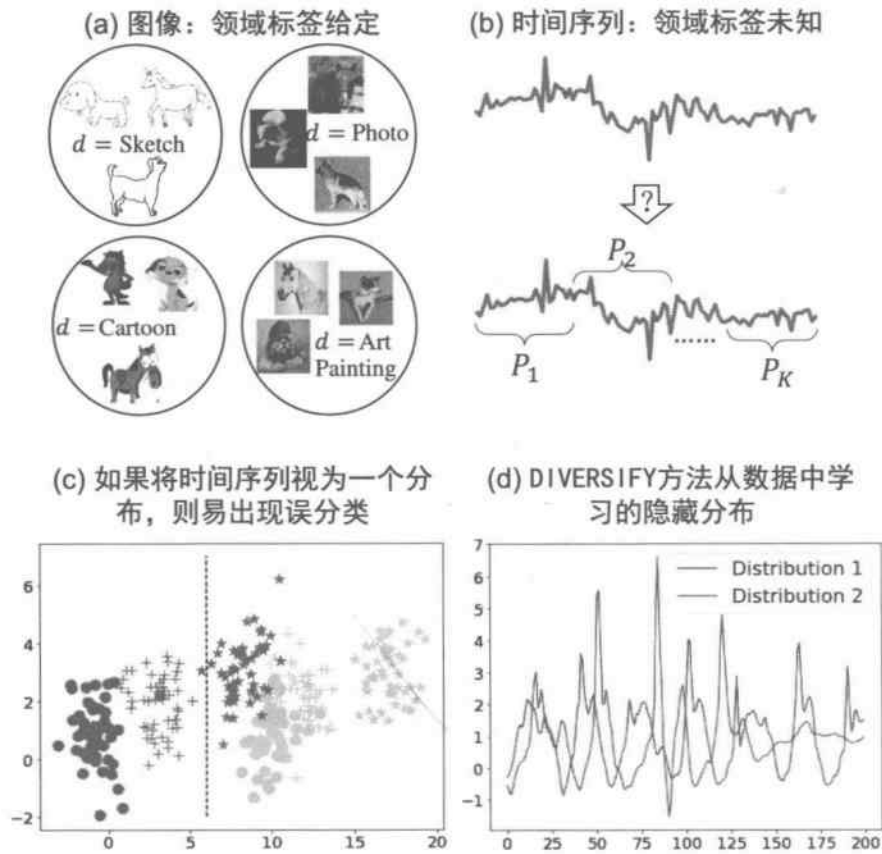 (a) 图像：领域标签给定
d = Sketch
d = Photo
d = Cartoon
d = Art
Painting
(b) 时间序列：领域标签未知
?
P2
P1
......
PK
(c) 如果将时间序列视为一个分
布，则易出现误分类
6
4
2
0
−2
0
5
10
15
20
(d) DIVERSIFY方法从数据中学
习的隐藏分布
7
6
5
4
3
2
1
0
−1
Distribution 1
Distribution 2
0
25
50
75
100
125
150
175
200